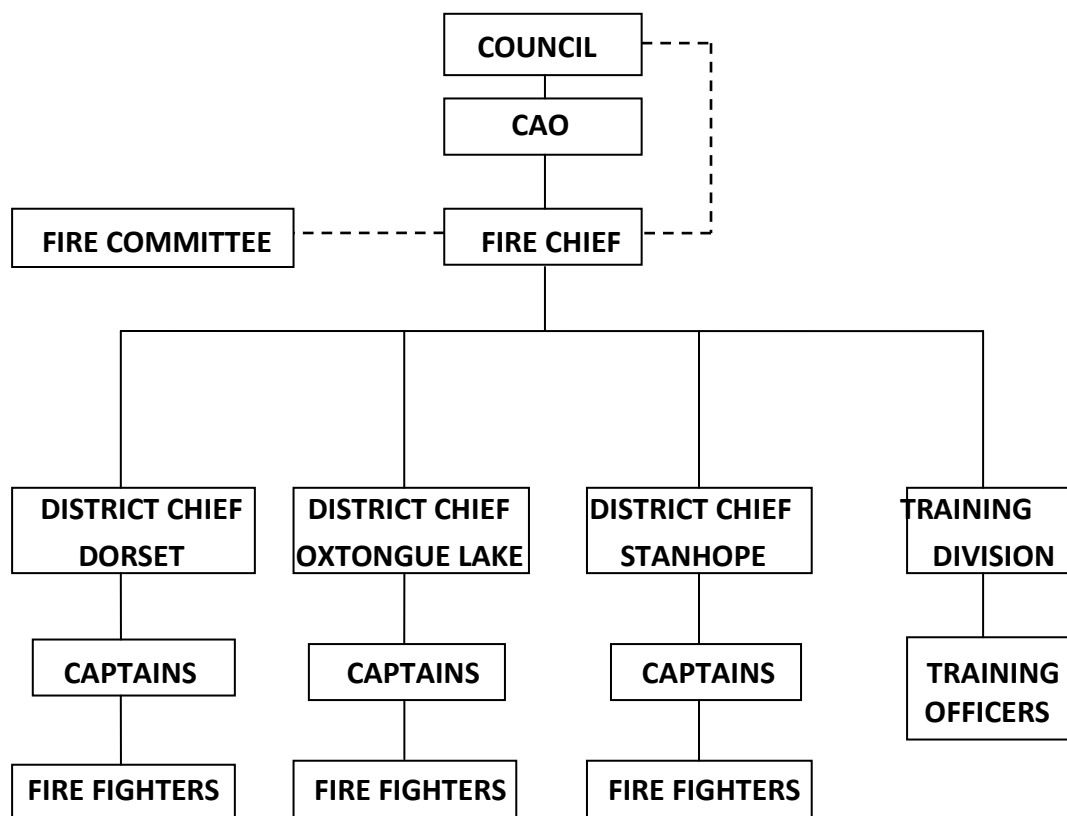 COUNCIL
CAO
FIRE COMMITTEE
FIRE CHIEF
DISTRICT CHIEF
DORSET
DISTRICT CHIEF
OXTONGUE LAKE
DISTRICT CHIEF
STANHOPE
TRAINING
DIVISION
CAPTAINS
CAPTAINS
CAPTAINS
TRAINING
OFFICERS
FIRE FIGHTERS
FIRE FIGHTERS
FIRE FIGHTERS